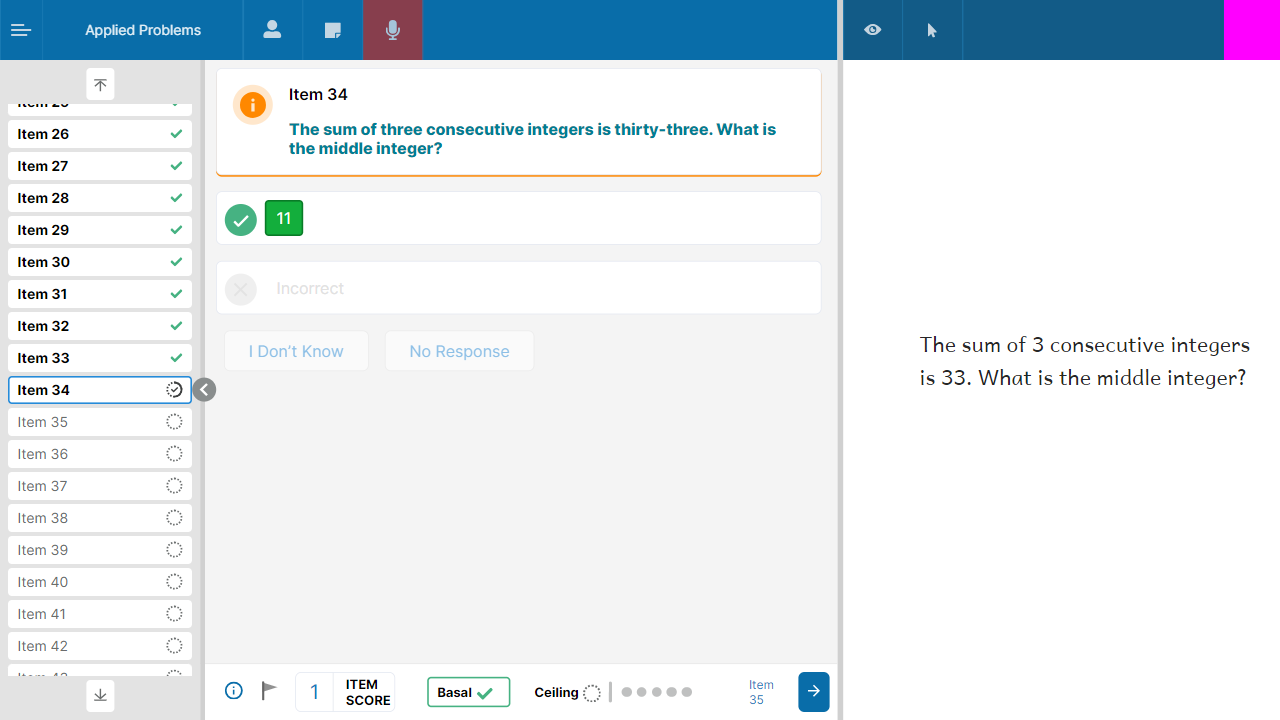 Applied Problems
Item 26
Item 27
Item 28
Item 29
Item 30
Item 31
Item 32
Item 33
Item 34
Item 35
Item 36
Item 37
Item 38
Item 39
Item 40
Item 41
Item 42
Item 34
The sum of three consecutive integers is thirty-three. What is
the middle integer?
11
Incorrect
I Don't Know
No Response
1
ITEM
SCORE
Basal
Ceiling
Item
35
The sum of 3 consecutive integers
is 33. What is the middle integer?